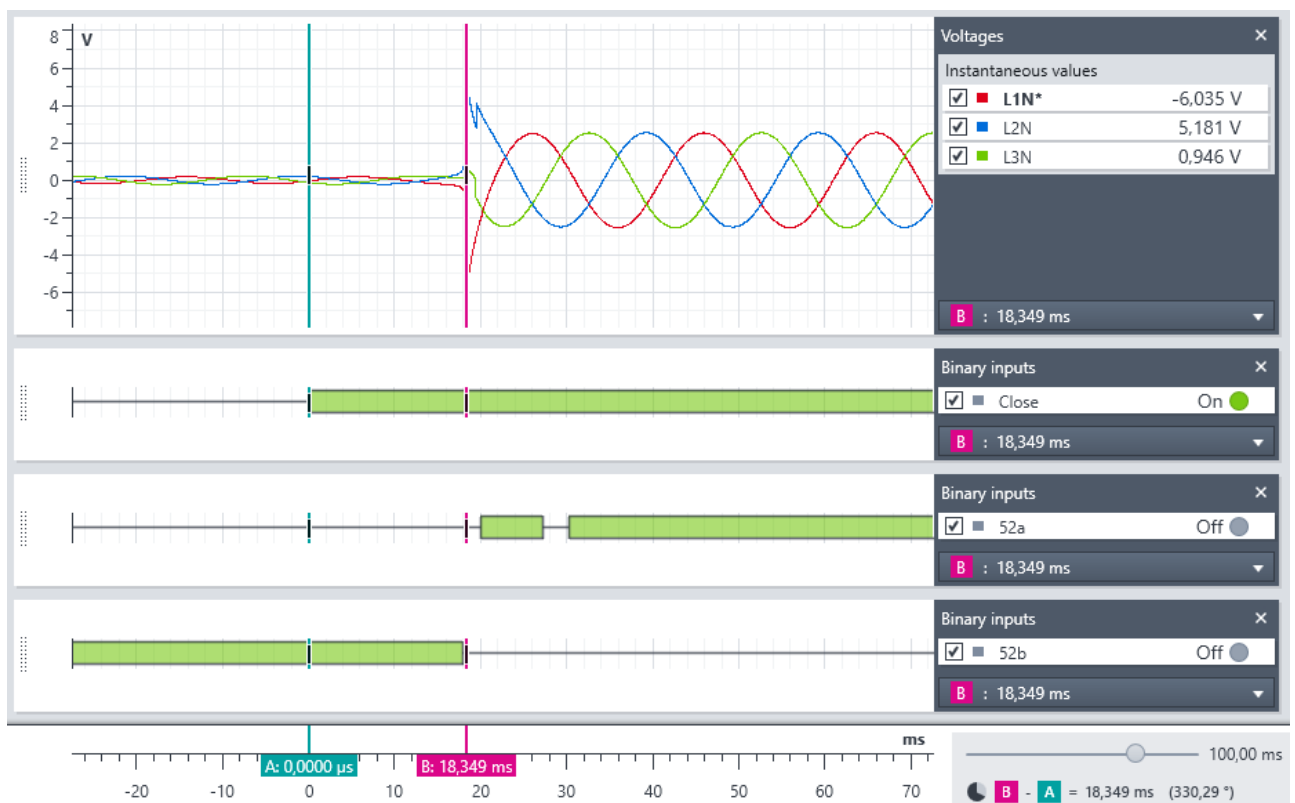 V
8
6
4
2
0
-2
-4
-6
Voltages ×
Instantaneous values
L1N* -6,035 V
L2N 5,181 V
L3N 0,946 V
B : 18,349 ms
Binary inputs ×
Close On
B : 18,349 ms
Binary inputs ×
52a Off
B : 18,349 ms
Binary inputs ×
52b Off
B : 18,349 ms
ms
A: 0,0000 µs B: 18,349 ms
-20 -10 0 10 20 30 40 50 60 70
100,00 ms
B - A = 18,349 ms (330,29 °)